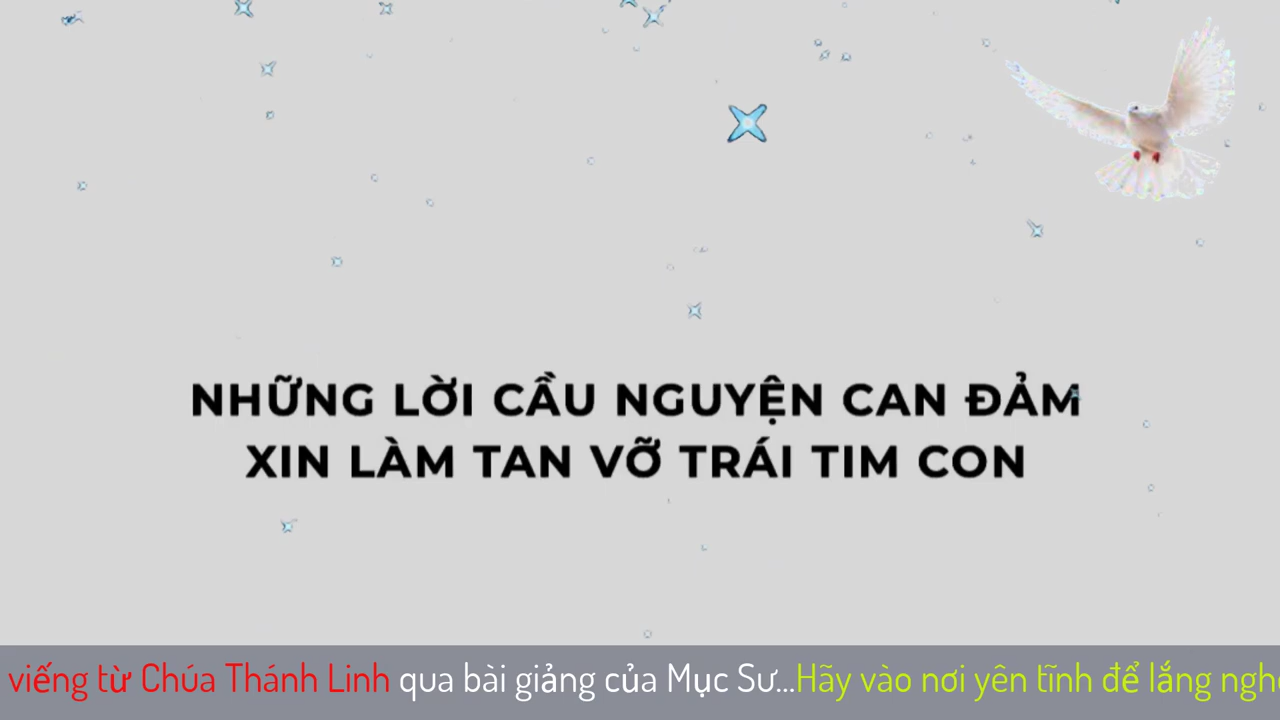 NHỮNG LỜI CẦU NGUYỆN CAN ĐẢM
XIN LÀM TAN VỠ TRÁI TIM CON
viếng từ Chúa Thánh Linh qua bài giảng của Mục Sư...Hãy vào nơi yên tĩnh để lắng